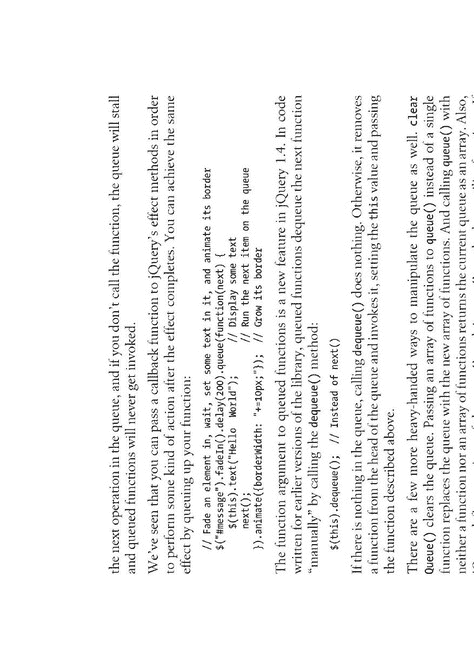 the next operation in the queue, and if you don't call the function, the queue will stall
and queued functions will never get invoked.
We've seen that you can pass a callback function to jQuery's effect methods in order
to perform some kind of action after the effect completes. You can achieve the same
effect by queuing up your function:
// Fade an element in, wait, set some text in it, and animate its border
$("#message").fadeIn().delay(200).queue(function(next) {
$(this).text("Hello World"); // Display some text
next(); // Run the next item on the queue
}).animate({borderWidth: "+=10px;"}); // Grow its border
The function argument to queued functions is a new feature in jQuery 1.4. In code
written for earlier versions of the library, queued functions dequeue the next function
"manually" by calling the dequeue() method:
$(this).dequeue(); // Instead of next()
If there is nothing in the queue, calling dequeue() does nothing. Otherwise, it removes
a function from the head of the queue and invokes it, setting the this value and passing
the function described above.
There are a few more heavy-handed ways to manipulate the queue as well. clear
Queue() clears the queue. Passing an array of functions to queue() instead of a single
function replaces the queue with the new array of functions. And calling queue() with
neither a function nor an array of functions returns the current queue as an array. Also,